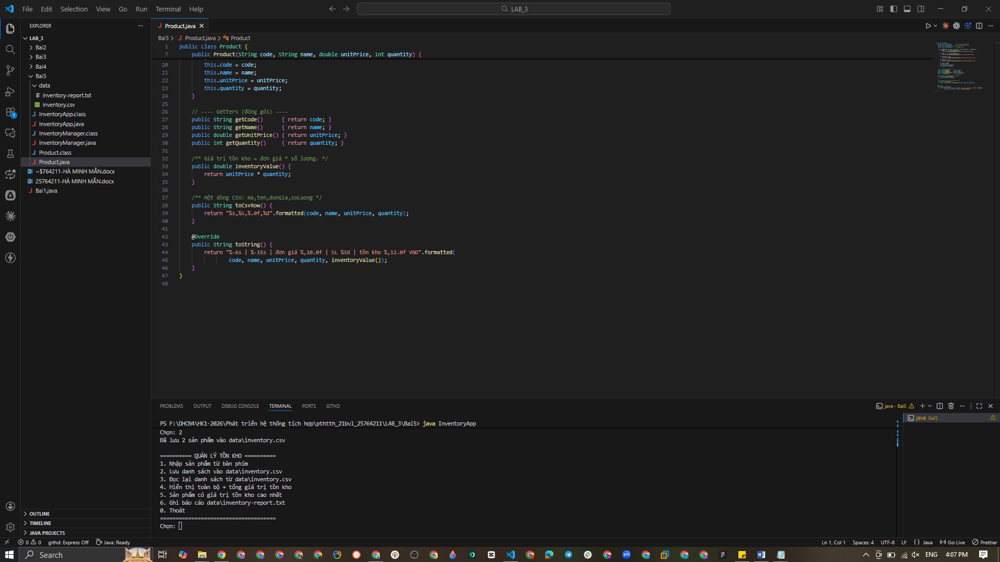 File Edit Selection View Go Run Terminal Help
LAB_3
EXPLORER
LAB_3
Bai2
Bai3
Bai4
Bai5
data
inventory-report.txt
inventory.csv
InventoryApp.class
InventoryApp.java
InventoryManager.class
InventoryManager.java
Product.class
Product.java
~$764211-HÀ MINH MẪN.docx
25764211-HÀ MINH MẪN.docx
Bai1.java
OUTLINE
TIMELINE
JAVA PROJECTS
Product.java
Bai5 > Product.java > Product
1 public class Product {
7 public Product(String code, String name, double unitPrice, int quantity) {
20 this.code = code;
21 this.name = name;
22 this.unitPrice = unitPrice;
23 this.quantity = quantity;
24 }
25
26 // ---- Getters (đóng gói) ----
27 public String getCode() { return code; }
28 public String getName() { return name; }
29 public double getUnitPrice() { return unitPrice; }
30 public int getQuantity() { return quantity; }
31
32 /** Giá trị tồn kho = đơn giá * số lượng. */
33 public double inventoryValue() {
34 return unitPrice * quantity;
35 }
36
37 /** Một dòng CSV: ma,ten,donGia,soLuong */
38 public String toCsvRow() {
39 return "%s,%s,%.0f,%d".formatted(code, name, unitPrice, quantity);
40 }
41
42 @Override
43 public String toString() {
44 return "%-6s | %-15s | đơn giá %,10.0f | SL %3d | tồn kho %,12.0f VND".formatted(
45 code, name, unitPrice, quantity, inventoryValue());
46 }
47 }
48
PROBLEMS OUTPUT DEBUG CONSOLE TERMINAL PORTS GITHD
java - Bai5
java Bai5
PS F:\DHCN4\HK1-2026\Phát triển hệ thống tích hợp\pthtth_21bvl_25764211\LAB_3\Bai5> java InventoryApp
Chọn: 2
Đã lưu 2 sản phẩm vào data\inventory.csv
========== QUẢN LÝ TỒN KHO ==========
1. Nhập sản phẩm từ bàn phím
2. Lưu danh sách vào data\inventory.csv
3. Đọc lại danh sách từ data\inventory.csv
4. Hiển thị toàn bộ + tổng giá trị tồn kho
5. Sản phẩm có giá trị tồn kho cao nhất
6. Ghi báo cáo data\inventory-report.txt
0. Thoát
=====================================
Chọn:
0 0 githd: Express Off Java: Ready
Ln 1, Col 1 Spaces: 4 UTF-8 LF { } Java Go Live Prettier
Search
ENG 4:07 PM